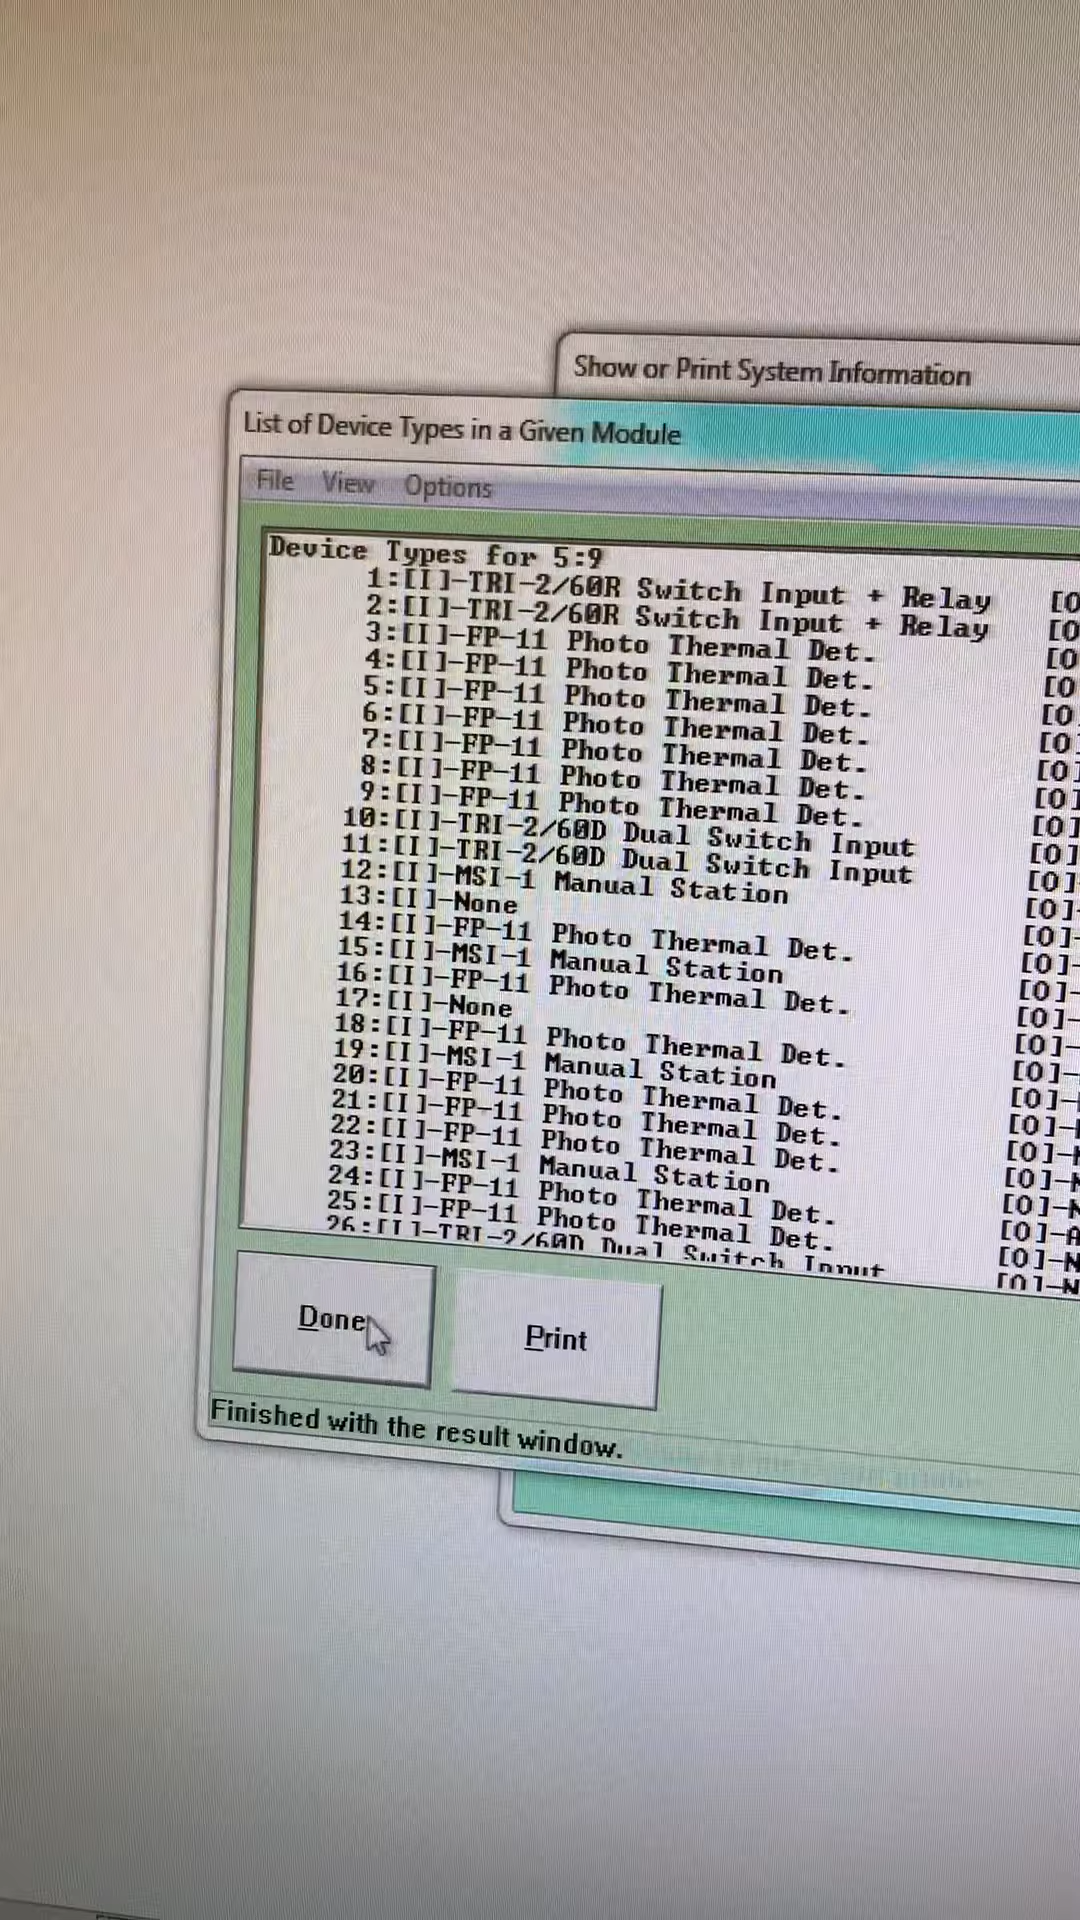 Show or Print System Information
List of Device Types in a Given Module
File View Options
Device Types for 5:9
1:[I]-TRI-2/60R Switch Input + Relay [O
2:[I]-TRI-2/60R Switch Input + Relay [O
3:[I]-FP-11 Photo Thermal Det. [O
4:[I]-FP-11 Photo Thermal Det. [O
5:[I]-FP-11 Photo Thermal Det. [O
6:[I]-FP-11 Photo Thermal Det. [O]
7:[I]-FP-11 Photo Thermal Det. [O]
8:[I]-FP-11 Photo Thermal Det. [O]
9:[I]-FP-11 Photo Thermal Det. [O]
10:[I]-TRI-2/60D Dual Switch Input [O]
11:[I]-TRI-2/60D Dual Switch Input [O]-
12:[I]-MSI-1 Manual Station [O]-
13:[I]-None [O]-
14:[I]-FP-11 Photo Thermal Det. [O]-
15:[I]-MSI-1 Manual Station [O]-
16:[I]-FP-11 Photo Thermal Det. [O]-
17:[I]-None [O]-
18:[I]-FP-11 Photo Thermal Det. [O]-
19:[I]-MSI-1 Manual Station [O]-
20:[I]-FP-11 Photo Thermal Det. [O]-
21:[I]-FP-11 Photo Thermal Det. [O]-
22:[I]-FP-11 Photo Thermal Det. [O]-N
23:[I]-MSI-1 Manual Station [O]-N
24:[I]-FP-11 Photo Thermal Det. [O]-A
25:[I]-FP-11 Photo Thermal Det. [O]-N
26:[I]-TRI-2/60D Dual Switch Input [O]-N
Done Print
Finished with the result window.